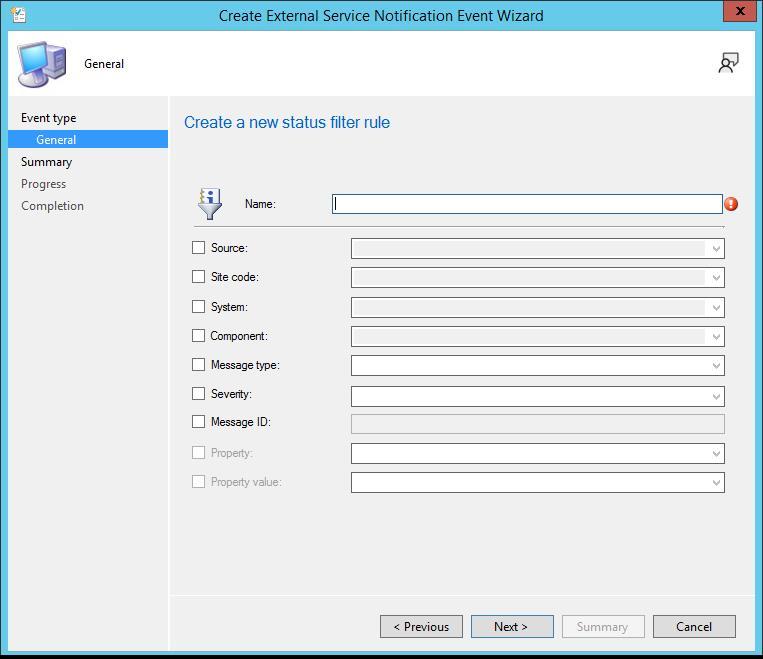 Create External Service Notification Event Wizard
X
General
Event type
General
Summary
Progress
Completion
Create a new status filter rule
Name:
Source:
Site code:
System:
Component:
Message type:
Severity:
Message ID:
Property:
Property value:
< Previous
Next >
Summary
Cancel